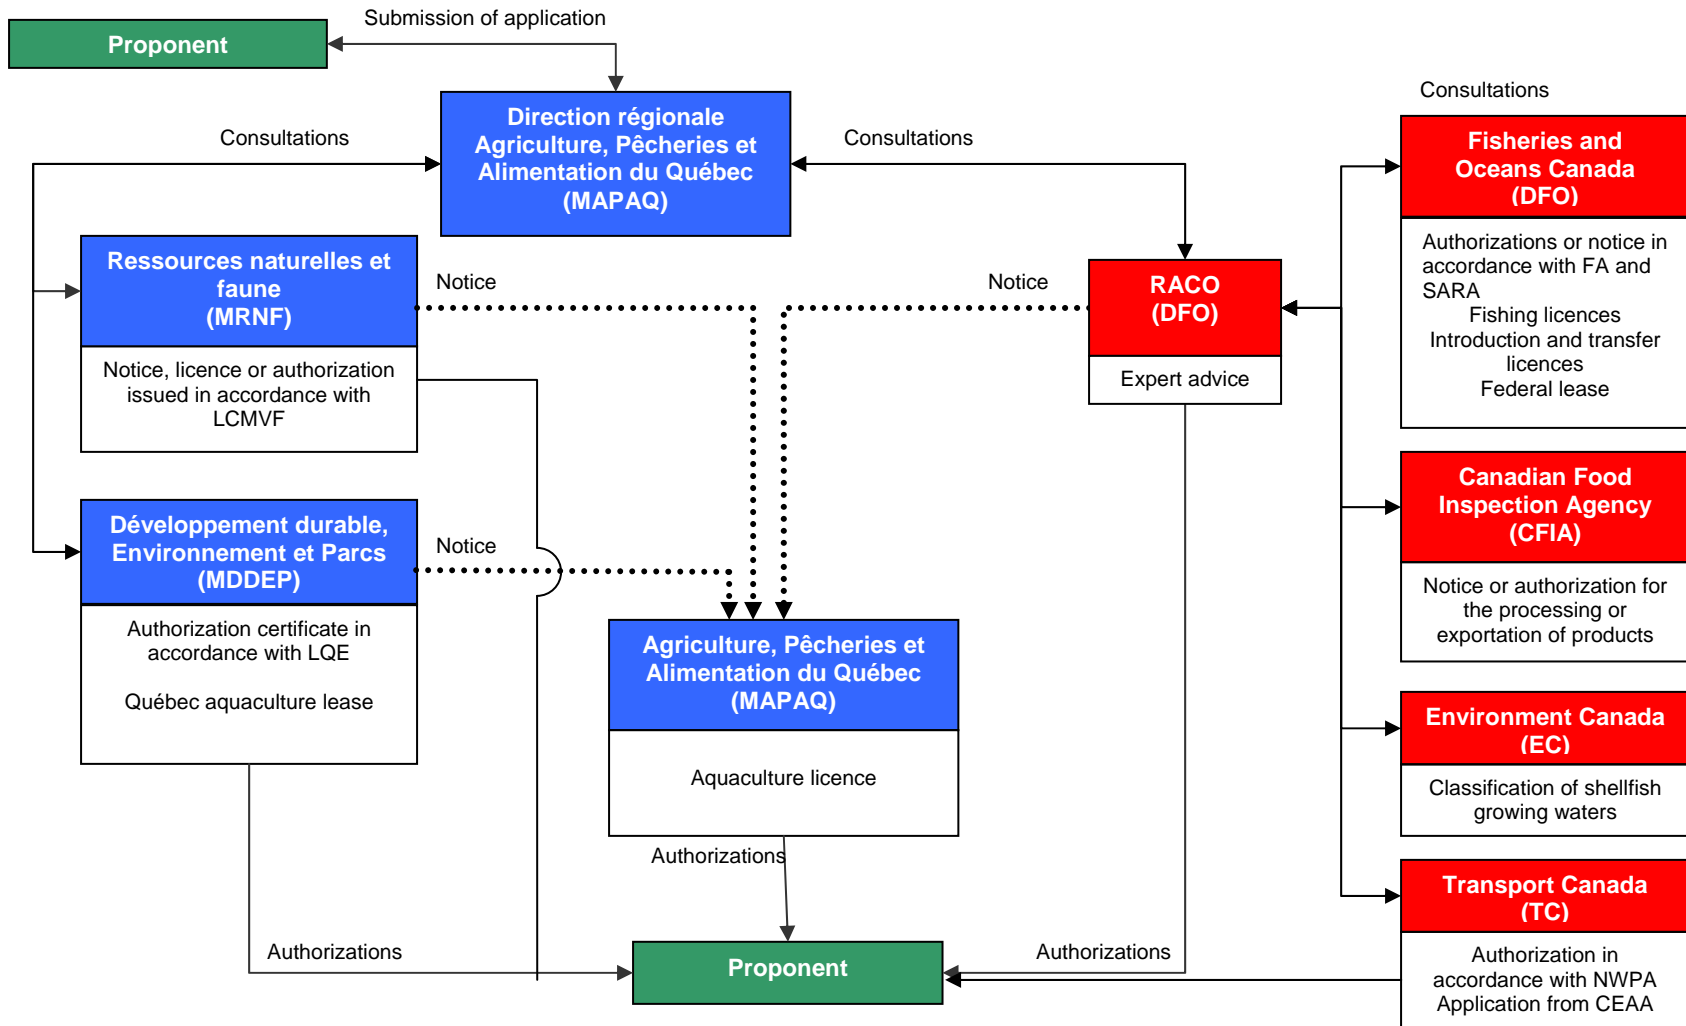 Submission of application
Proponent
Direction régionale
Agriculture, Pêcheries et
Alimentation du Québec
(MAPAQ)
Consultations
Consultations
Consultations
Fisheries and
Oceans Canada
(DFO)
Authorizations or notice in
accordance with FA and
SARA
Fishing licences
Introduction and transfer
licences
Federal lease
Ressources naturelles et
faune
(MRNF)
Notice, licence or authorization
issued in accordance with
LCMVF
Notice
Notice
RACO
(DFO)
Expert advice
Canadian Food
Inspection Agency
(CFIA)
Notice or authorization for
the processing or
exportation of products
Développement durable,
Environnement et Parcs
(MDDEP)
Authorization certificate in
accordance with LQE
Québec aquaculture lease
Notice
Agriculture, Pêcheries et
Alimentation du Québec
(MAPAQ)
Aquaculture licence
Environment Canada
(EC)
Classification of shellfish
growing waters
Transport Canada
(TC)
Authorization in
accordance with NWPA
Application from CEAA
Authorizations
Authorizations
Authorizations
Proponent